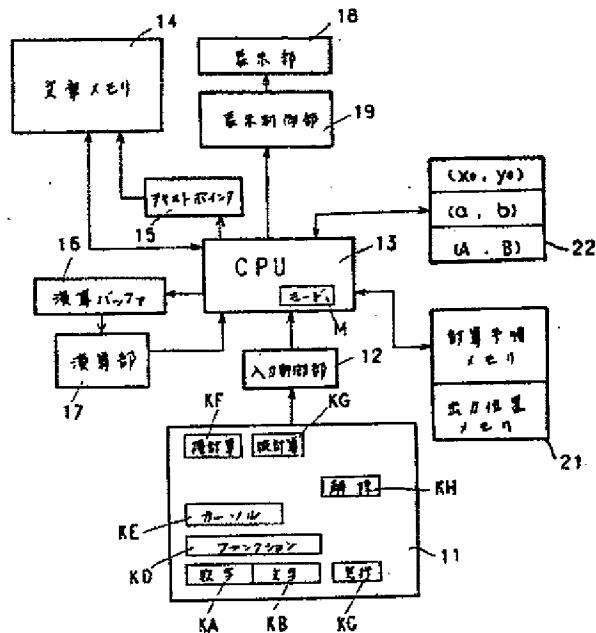 14
文章メモリ
18
表示部
表示制御部
19
テキストポインタ
15
(x₀, y₀)
(a, b)
(A, B)
22
13
CPU
モード
M
16
演算バッファ
演算部
17
入力制御部
12
計算手順
メモリ
出力位置
メモリ
21
KF
KG
横計算
縦計算
解除
KH
KE
カーソル
KD
ファンクション
11
数字
文字
実行
KA
KB
KC